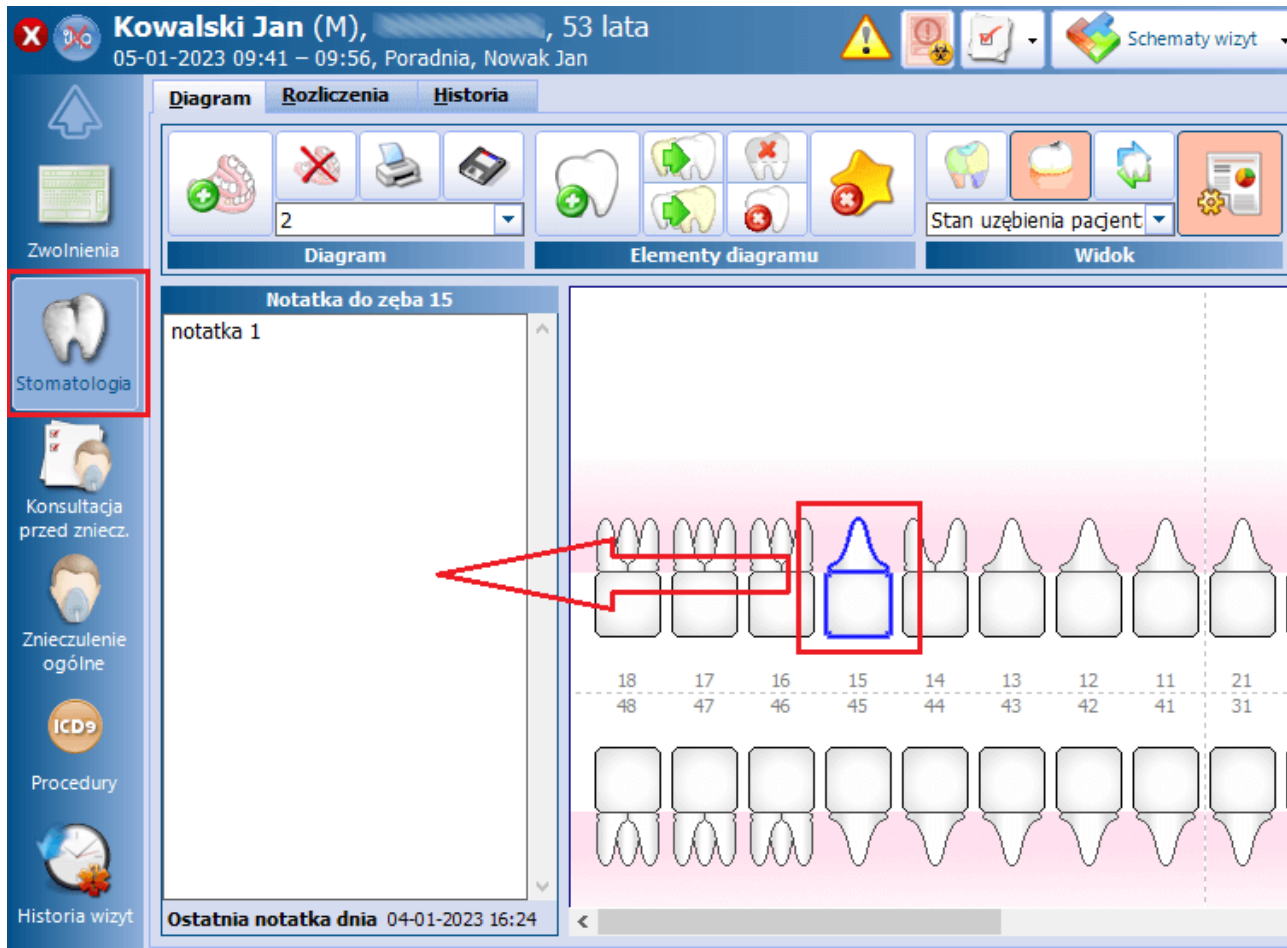 Kowalski Jan (M), , 53 lata
05-01-2023 09:41 – 09:56, Poradnia, Nowak Jan
Schematy wizyt
Diagram Rozliczenia Historia
2
Stan uzębienia pacjent
Diagram Elementy diagramu Widok
Zwolnienia
Stomatologia
Konsultacja
przed zniecz.
Znieczulenie
ogólne
ICD9
Procedury
Historia wizyt
Notatka do zęba 15
notatka 1
Ostatnia notatka dnia 04-01-2023 16:24
18 17 16 15 14 13 12 11 21
48 47 46 45 44 43 42 41 31